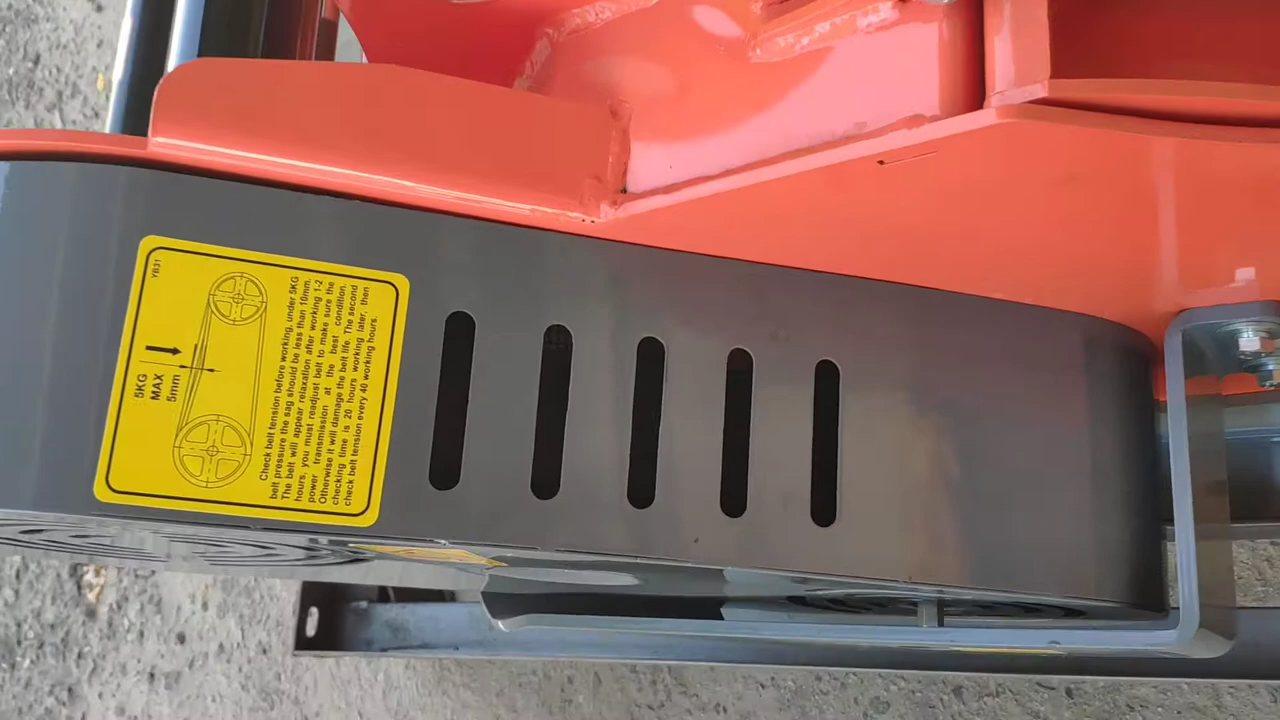 YB31
5KG
MAX
5mm
Check belt tension before working, under 5KG
belt pressure the sag should be less than 10mm.
The belt will appear relaxation after working 1-2
hours, you must readjust belt to make sure the
power transmission at the best condition.
Otherwise it will damage the belt life. The second
checking time is 20 hours working later, then
check belt tension every 40 working hours.